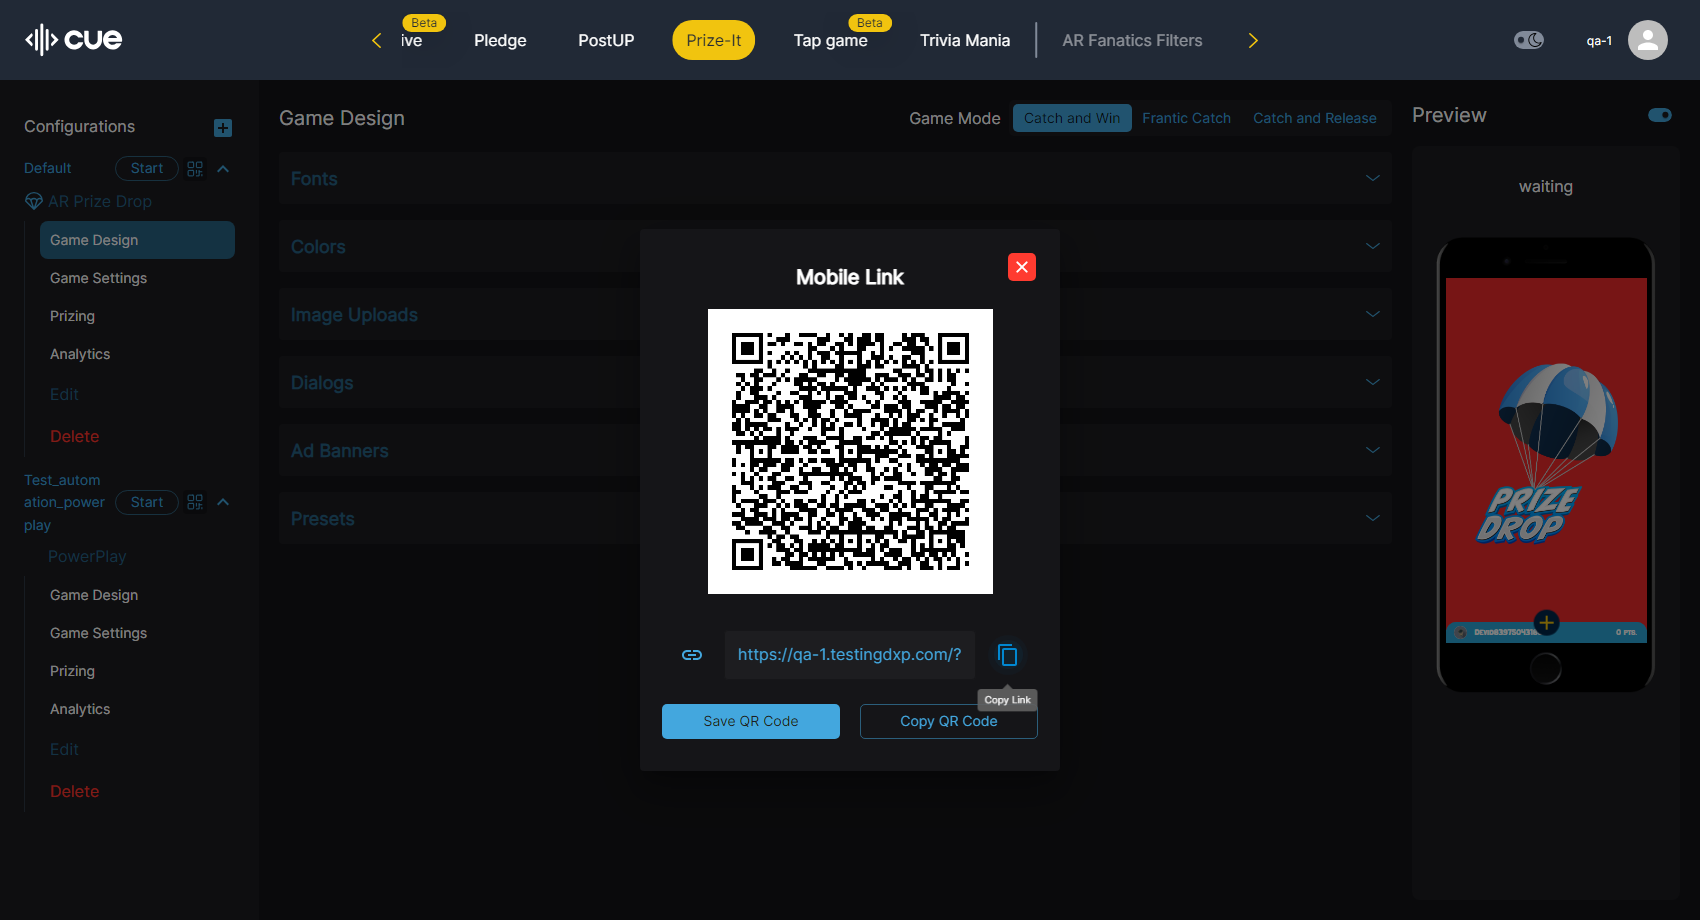 cue
ive
Beta
Pledge
PostUP
Prize-It
Tap game
Beta
Trivia Mania
AR Fanatics Filters
qa-1
Configurations
Default
Start
AR Prize Drop
Game Design
Game Settings
Prizing
Analytics
Edit
Delete
Test_autom
ation_power
play
Start
PowerPlay
Game Design
Game Settings
Prizing
Analytics
Edit
Delete
Game Design
Game Mode
Catch and Win
Frantic Catch
Catch and Release
Fonts
Colors
Image Uploads
Dialogs
Ad Banners
Presets
Mobile Link
https://qa-1.testingdxp.com/?
Copy Link
Save QR Code
Copy QR Code
Preview
waiting
PRIZE
DROP
0 PTS.